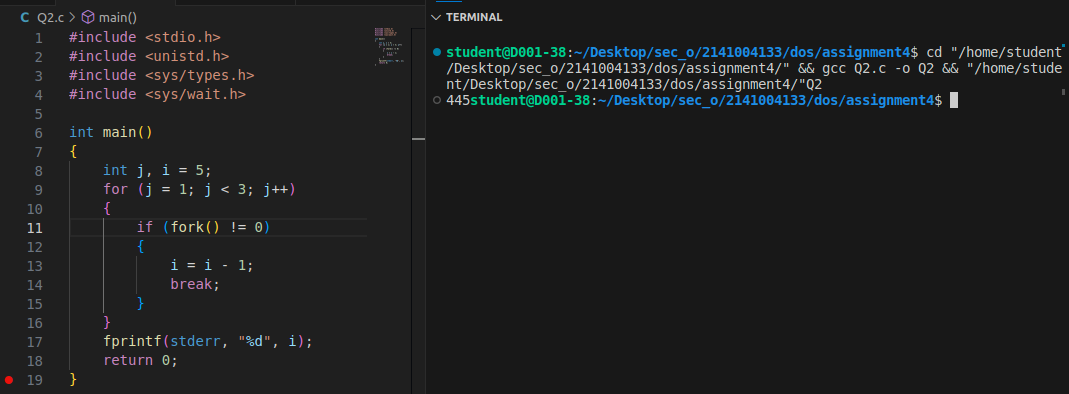 C Q2.c > main()
1 #include <stdio.h>
2 #include <unistd.h>
3 #include <sys/types.h>
4 #include <sys/wait.h>
5
6 int main()
7 {
8 int j, i = 5;
9 for (j = 1; j < 3; j++)
10 {
11 if (fork() != 0)
12 {
13 i = i - 1;
14 break;
15 }
16 }
17 fprintf(stderr, "%d", i);
18 return 0;
19 }
TERMINAL
student@D001-38:~/Desktop/sec_o/2141004133/dos/assignment4$ cd "/home/student
/Desktop/sec_o/2141004133/dos/assignment4/" && gcc Q2.c -o Q2 && "/home/stude
nt/Desktop/sec_o/2141004133/dos/assignment4/"Q2
445student@D001-38:~/Desktop/sec_o/2141004133/dos/assignment4$